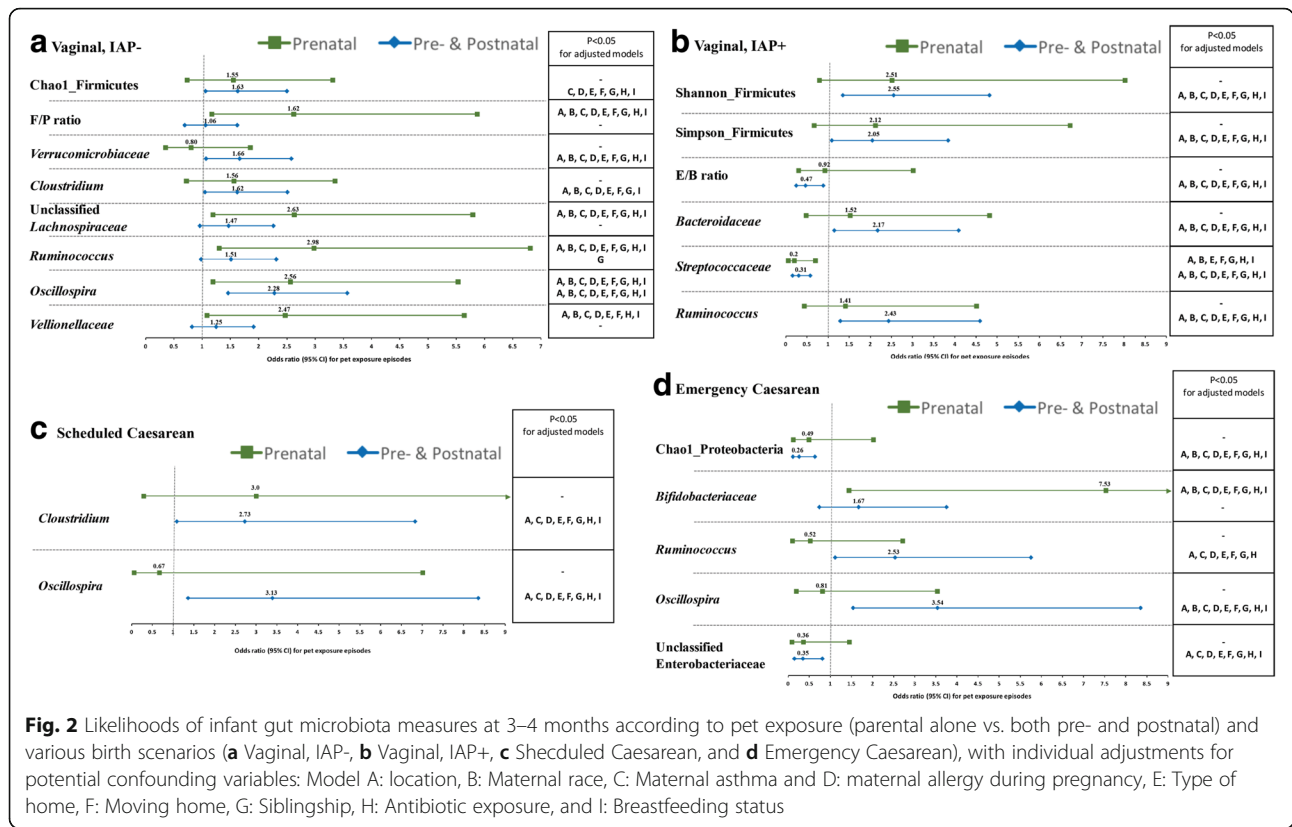 a Vaginal, IAP-
Prenatal
Pre- & Postnatal
P<0.05
for adjusted models
Chao1_Firmicutes
1.55
1.63
-
C, D, E, F, G, H, I
F/P ratio
1.62
1.06
A, B, C, D, E, F, G, H, I
-
Verrucomicrobiaceae
0.80
1.66
-
A, B, C, D, E, F, G, H, I
Cloustridium
1.56
1.62
-
A, B, C, D, E, F, G, I
Unclassified
Lachnospiraceae
2.63
1.47
A, B, C, D, E, F, G, H, I
-
Ruminococcus
2.98
1.51
A, B, C, D, E, F, G, H, I
G
Oscillospira
2.56
2.28
A, B, C, D, E, F, G, H, I
A, B, C, D, E, F, G, H, I
Vellionellaceae
2.47
1.25
A, B, C, D, E, F, H, I
-
0 0.5 1 1.5 2 2.5 3 3.5 4 4.5 5 5.5 6 6.5 7
Odds ratio (95% CI) for pet exposure episodes
b Vaginal, IAP+
Prenatal
Pre- & Postnatal
P<0.05
for adjusted models
Shannon_Firmicutes
2.51
2.55
-
A, B, C, D, E, F, G, H, I
Simpson_Firmicutes
2.12
2.05
-
A, B, C, D, E, F, G, H, I
E/B ratio
0.92
0.47
-
A, B, C, D, E, F, G, H, I
Bacteroidaceae
1.52
2.17
-
A, B, C, D, E, F, G, H, I
Streptococcaceae
0.2
0.31
A, B, E, F, G, H, I
A, B, C, D, E, F, G, H, I
Ruminococcus
1.41
2.43
-
A, B, C, D, E, F, G, H, I
0 0.5 1 1.5 2 2.5 3 3.5 4 4.5 5 5.5 6 6.5 7 7.5 8 8.5 9
Odds ratio (95% CI) for pet exposure episodes
c Scheduled Caesarean
Prenatal
Pre- & Postnatal
P<0.05
for adjusted models
Cloustridium
3.0
2.73
-
A, C, D, E, F, G, H, I
Oscillospira
0.67
3.13
-
A, C, D, E, F, G, H, I
0 0.5 1 1.5 2 2.5 3 3.5 4 4.5 5 5.5 6 6.5 7 7.5 8 8.5 9
Odds ratio (95% CI) for pet exposure episodes
d Emergency Caesarean
Prenatal
Pre- & Postnatal
P<0.05
for adjusted models
Chao1_Proteobacteria
0.49
0.26
-
A, B, C, D, E, F, G, H, I
Bifidobacteriaceae
7.53
1.67
A, B, C, D, E, F, G, H, I
-
Ruminococcus
0.52
2.53
-
A, C, D, E, F, G, H
Oscillospira
0.81
3.54
-
A, B, C, D, E, F, G, H, I
Unclassified
Enterobacteriaceae
0.36
0.35
-
A, C, D, E, F, G, H, I
0 0.5 1 1.5 2 2.5 3 3.5 4 4.5 5 5.5 6 6.5 7 7.5 8 8.5 9
Odds ratio (95% CI) for pet exposure episodes
Fig. 2 Likelihoods of infant gut microbiota measures at 3–4 months according to pet exposure (parental alone vs. both pre- and postnatal) and
various birth scenarios (a Vaginal, IAP-, b Vaginal, IAP+, c Shecduled Caesarean, and d Emergency Caesarean), with individual adjustments for
potential confounding variables: Model A: location, B: Maternal race, C: Maternal asthma and D: maternal allergy during pregnancy, E: Type of
home, F: Moving home, G: Siblingship, H: Antibiotic exposure, and I: Breastfeeding status